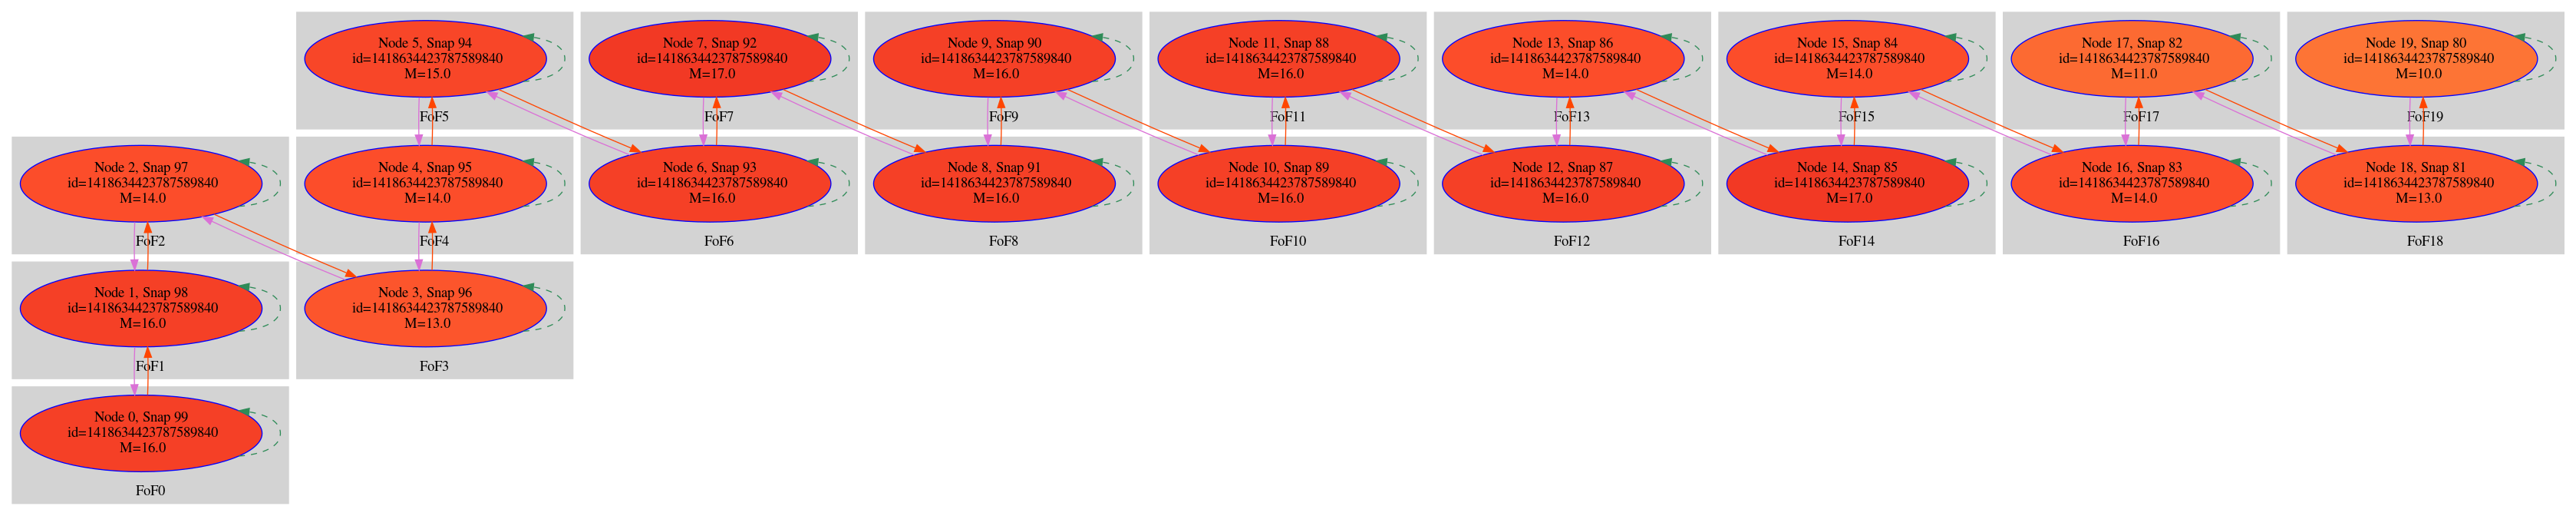 Node 5, Snap 94
id=1418634423787589840
M=15.0
FoF5
Node 7, Snap 92
id=1418634423787589840
M=17.0
FoF7
Node 9, Snap 90
id=1418634423787589840
M=16.0
FoF9
Node 11, Snap 88
id=1418634423787589840
M=16.0
FoF11
Node 13, Snap 86
id=1418634423787589840
M=14.0
FoF13
Node 15, Snap 84
id=1418634423787589840
M=14.0
FoF15
Node 17, Snap 82
id=1418634423787589840
M=11.0
FoF17
Node 19, Snap 80
id=1418634423787589840
M=10.0
FoF19
Node 2, Snap 97
id=1418634423787589840
M=14.0
FoF2
Node 4, Snap 95
id=1418634423787589840
M=14.0
FoF4
Node 6, Snap 93
id=1418634423787589840
M=16.0
FoF6
Node 8, Snap 91
id=1418634423787589840
M=16.0
FoF8
Node 10, Snap 89
id=1418634423787589840
M=16.0
FoF10
Node 12, Snap 87
id=1418634423787589840
M=16.0
FoF12
Node 14, Snap 85
id=1418634423787589840
M=17.0
FoF14
Node 16, Snap 83
id=1418634423787589840
M=14.0
FoF16
Node 18, Snap 81
id=1418634423787589840
M=13.0
FoF18
Node 1, Snap 98
id=1418634423787589840
M=16.0
FoF1
Node 3, Snap 96
id=1418634423787589840
M=13.0
FoF3
Node 0, Snap 99
id=1418634423787589840
M=16.0
FoF0